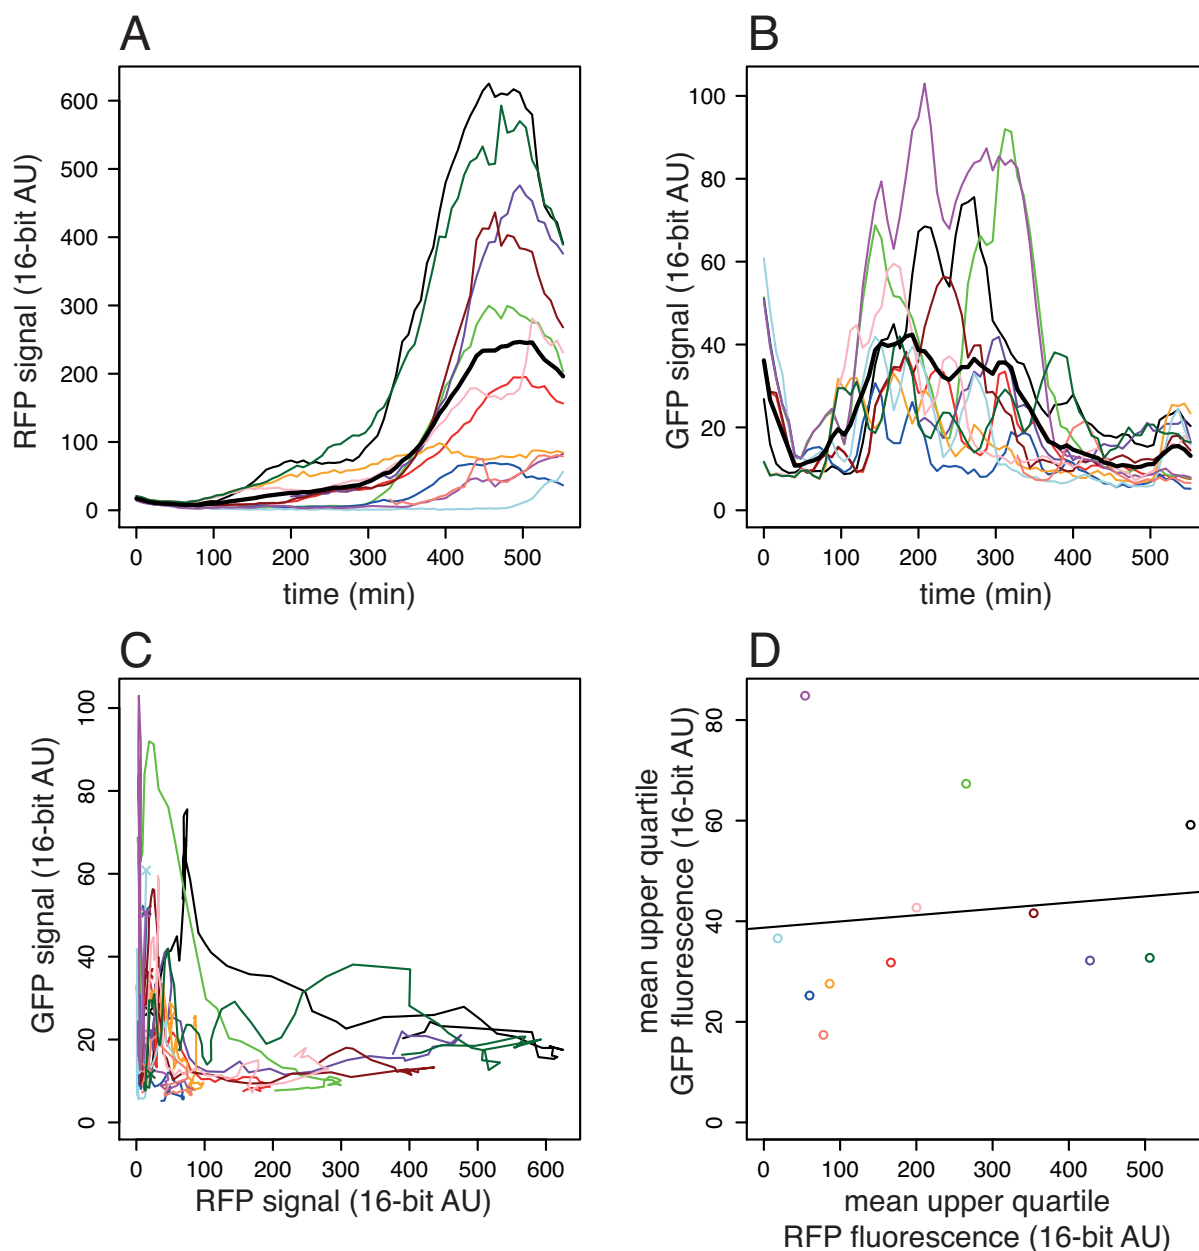 A
RFP signal (16-bit AU)
600
500
400
300
200
100
0
0 100 200 300 400 500
time (min)
B
GFP signal (16-bit AU)
100
80
60
40
20
0
0 100 200 300 400 500
time (min)
C
GFP signal (16-bit AU)
100
80
60
40
20
0
0 100 200 300 400 500 600
RFP signal (16-bit AU)
D
mean upper quartile
GFP fluorescence (16-bit AU)
80
60
40
20
0
0 100 200 300 400 500
mean upper quartile
RFP fluorescence (16-bit AU)